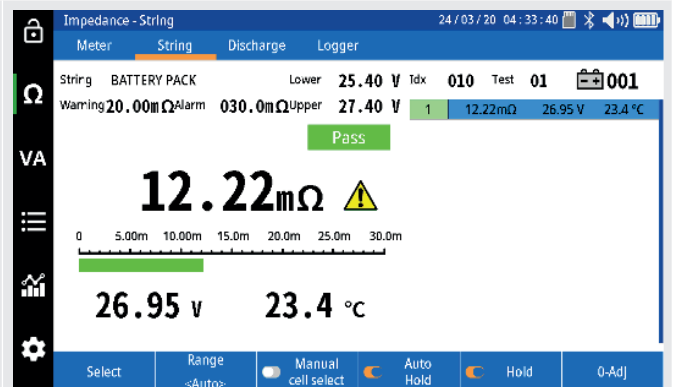 Impedance - String 24/03/20 04:33:40
Meter String Discharge Logger
String BATTERY PACK Lower 25.40 V Idx 010 Test 01 001
Warning 20.00mΩ Alarm 030.0mΩ Upper 27.40 V 1 12.22mΩ 26.95 V 23.4 °C
Ω
Pass
VA
12.22mΩ
0 5.00m 10.00m 15.0m 20.0m 25.0m 30.0m
26.95 V 23.4 °C
Select Range <Auto> Manual cell select Auto Hold Hold 0-Adj